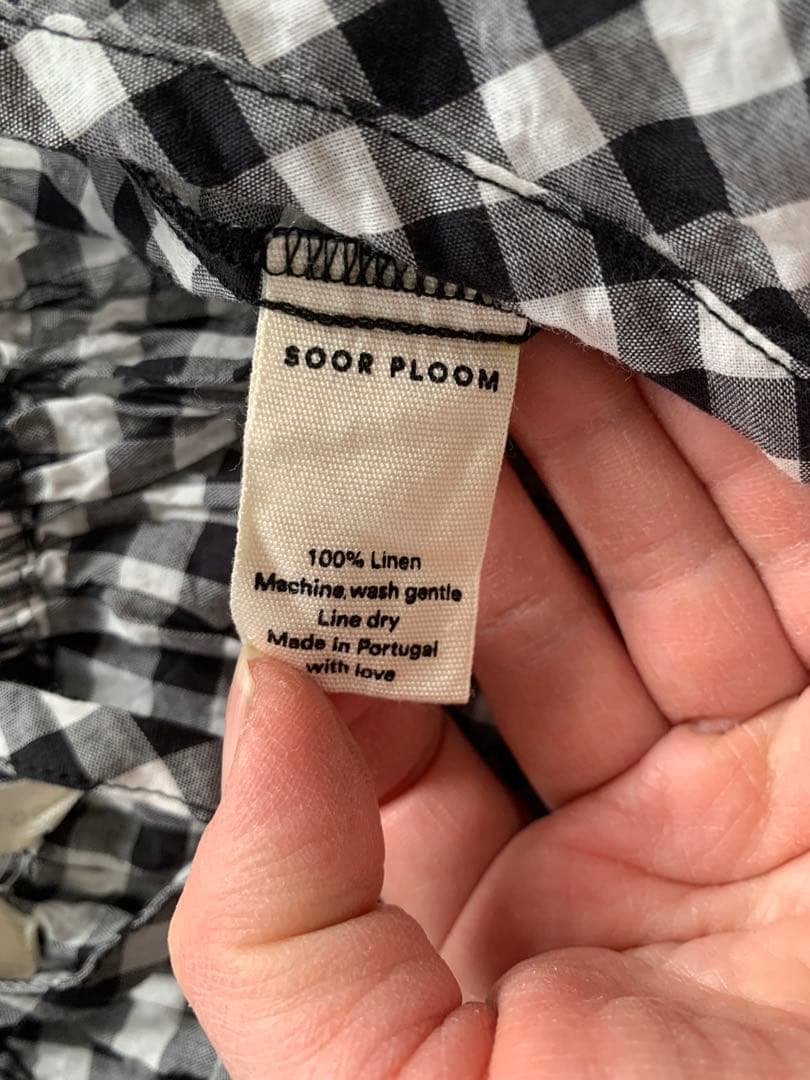 SOOR PLOOM
100% Linen
Machine wash gentle
Line dry
Made in Portugal
with love